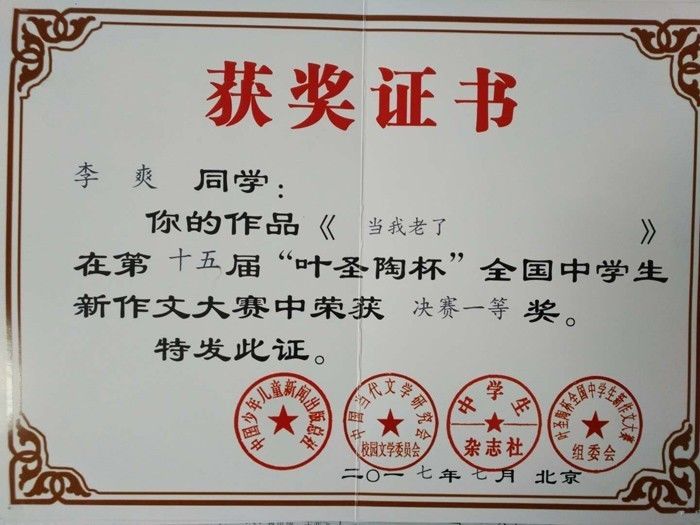 获奖证书
李 爽 同学：
你的作品《 当我老了 》
在第 十五 届“叶圣陶杯”全国中学生
新作文大赛中荣获 决赛一等 奖。
特发此证。
中国少年儿童新闻出版总社
中国当代文学研究会
校园文学委员会
中学生
杂志社
叶圣陶杯全国中学生新作文大赛
组委会
二〇一七年七月 北京